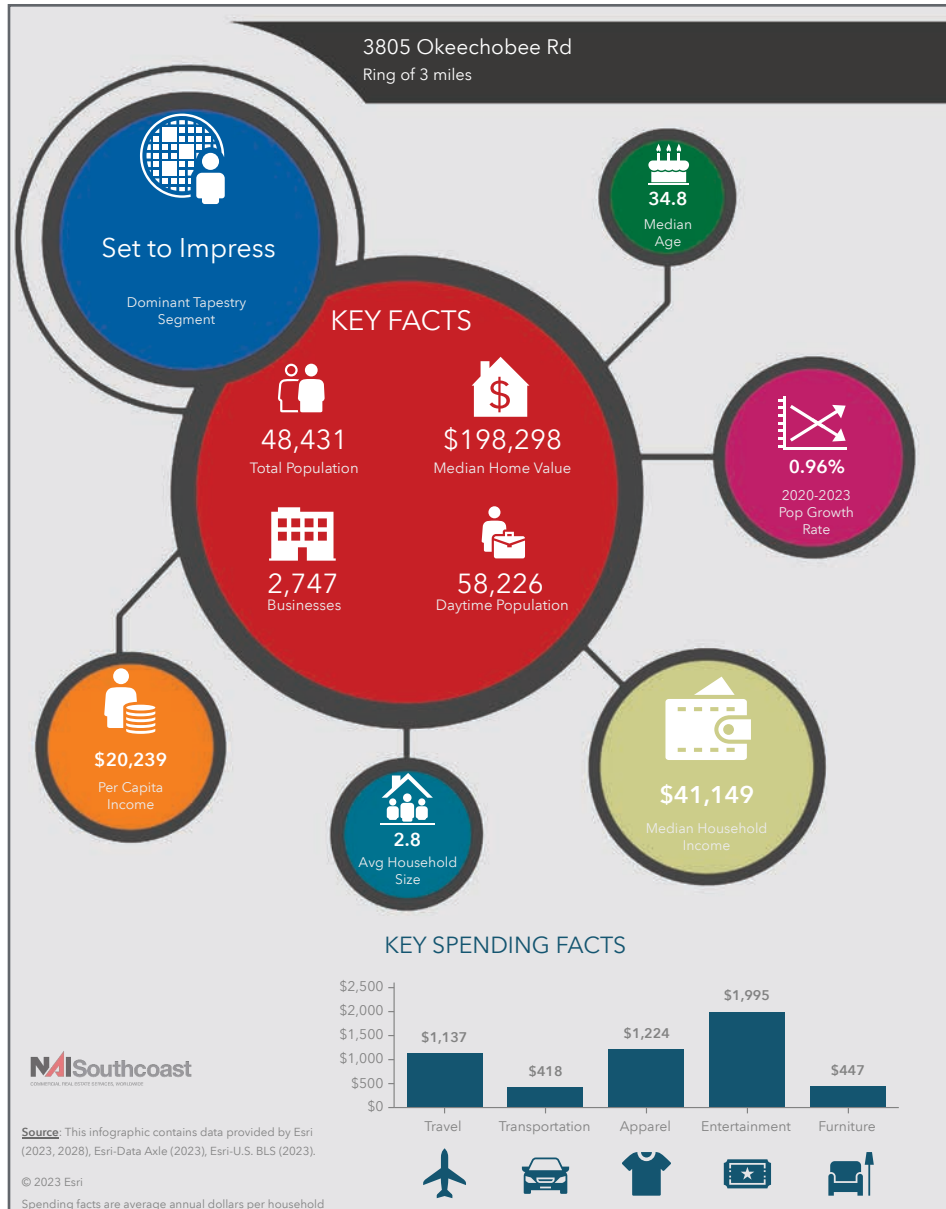 3805 Okeechobee Rd
Ring of 3 miles
Set to Impress
Dominant Tapestry
Segment
34.8
Median
Age
KEY FACTS
48,431
Total Population
$
$198,298
Median Home Value
2,747
Businesses
58,226
Daytime Population
0.96%
2020-2023
Pop Growth
Rate
$20,239
Per Capita
Income
2.8
Avg Household
Size
$41,149
Median Household
Income
KEY SPENDING FACTS
$2,500
$2,000
$1,500
$1,000
$500
$0
$1,137
$418
$1,224
$1,995
$447
Travel
Transportation
Apparel
Entertainment
Furniture
NAISouthcoast
COMMERCIAL REAL ESTATE SERVICES, WORLDWIDE
Source: This infographic contains data provided by Esri
(2023, 2028), Esri-Data Axle (2023), Esri-U.S. BLS (2023).
© 2023 Esri
Spending facts are average annual dollars per household